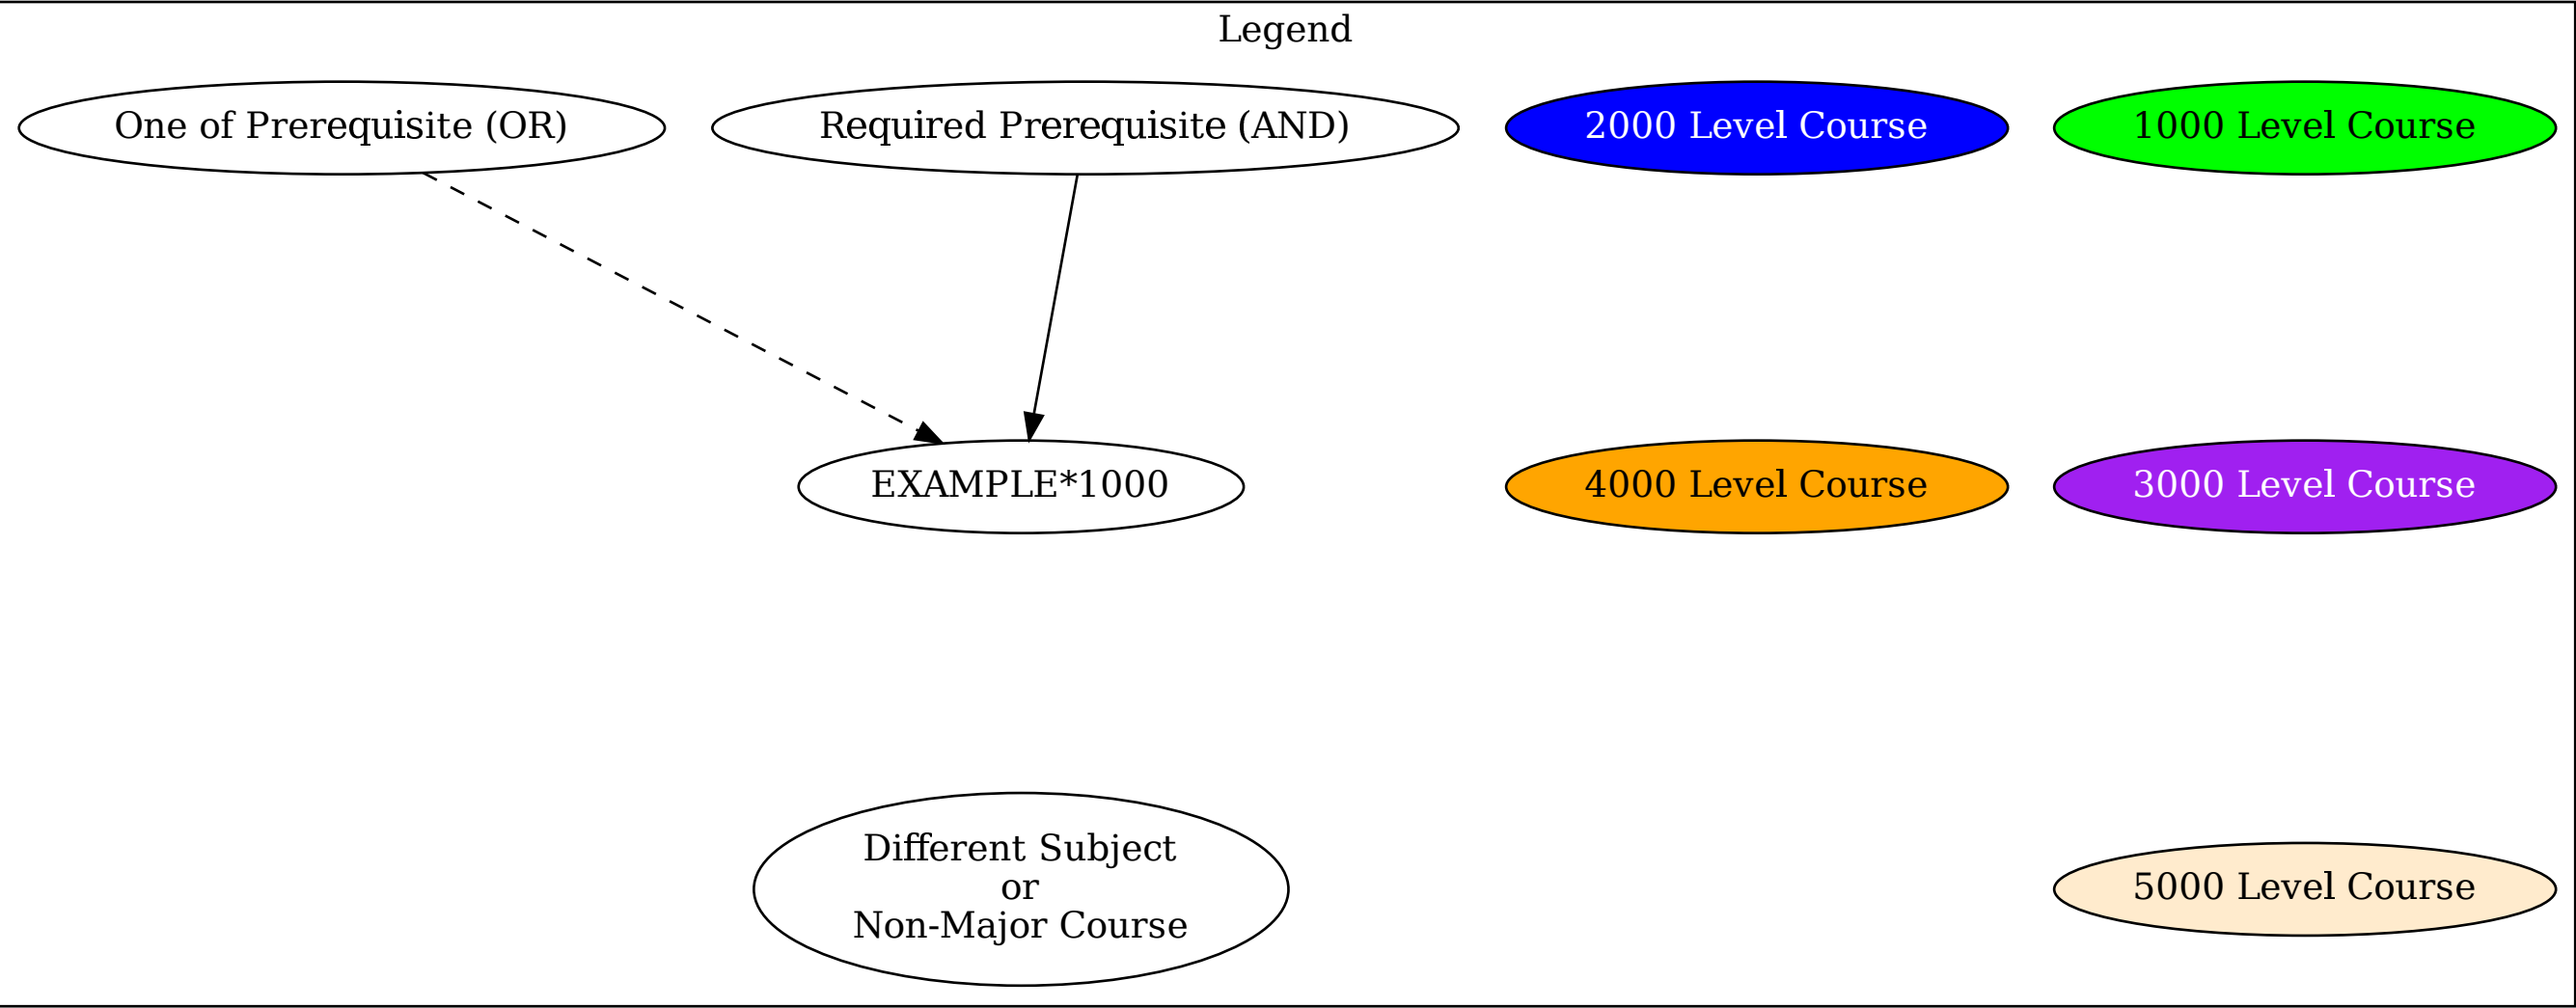 Legend
One of Prerequisite (OR)
Required Prerequisite (AND)
2000 Level Course
1000 Level Course
EXAMPLE*1000
4000 Level Course
3000 Level Course
Different Subject
or
Non-Major Course
5000 Level Course